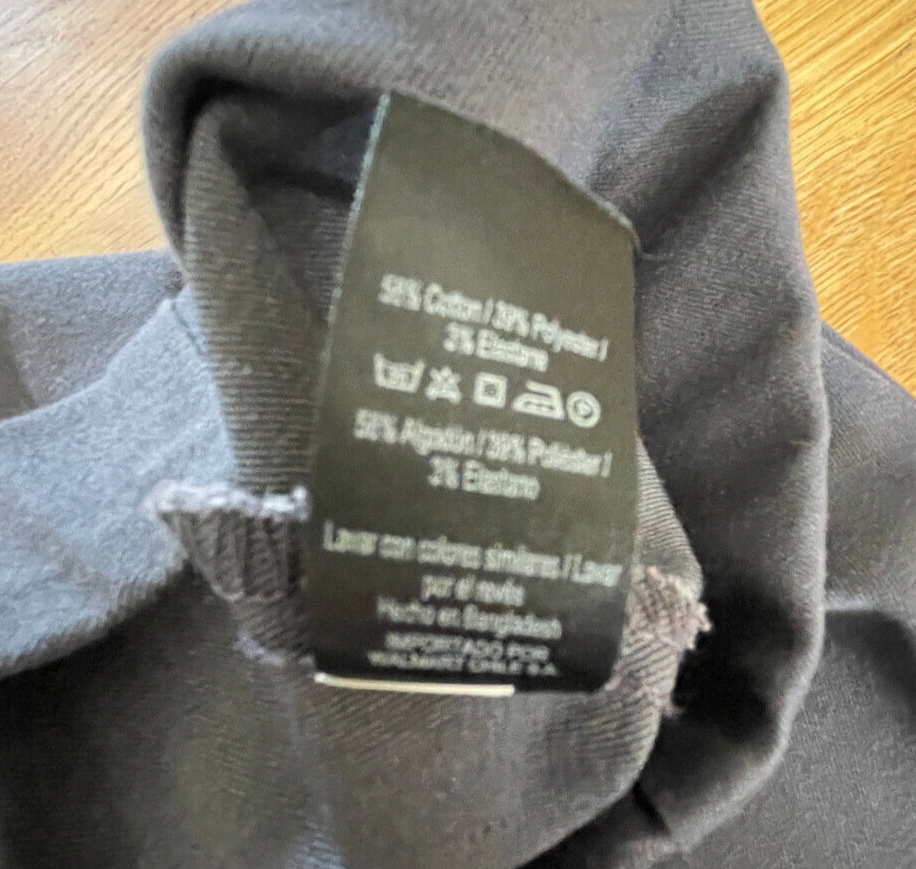 58% Cotton / 39% Polyester /
3% Elastane
58% Algodón / 39% Poliéster /
3% Elastano
Lavar con colores similares / Lavar
por el revés
Hecho en Bangladesh
IMPORTADO POR
WALMART CHILE S.A.